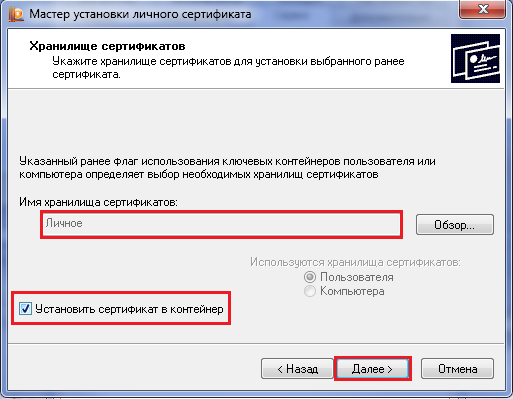 Мастер установки личного сертификата
Хранилище сертификатов
Укажите хранилище сертификатов для установки выбранного ранее
сертификата.
Указанный ранее флаг использования ключевых контейнеров пользователя или
компьютера определяет выбор необходимых хранилищ сертификатов
Имя хранилища сертификатов:
Личное
Обзор...
Используются хранилища сертификатов:
Пользователя
Компьютера
Установить сертификат в контейнер
< Назад
Далее >
Отмена